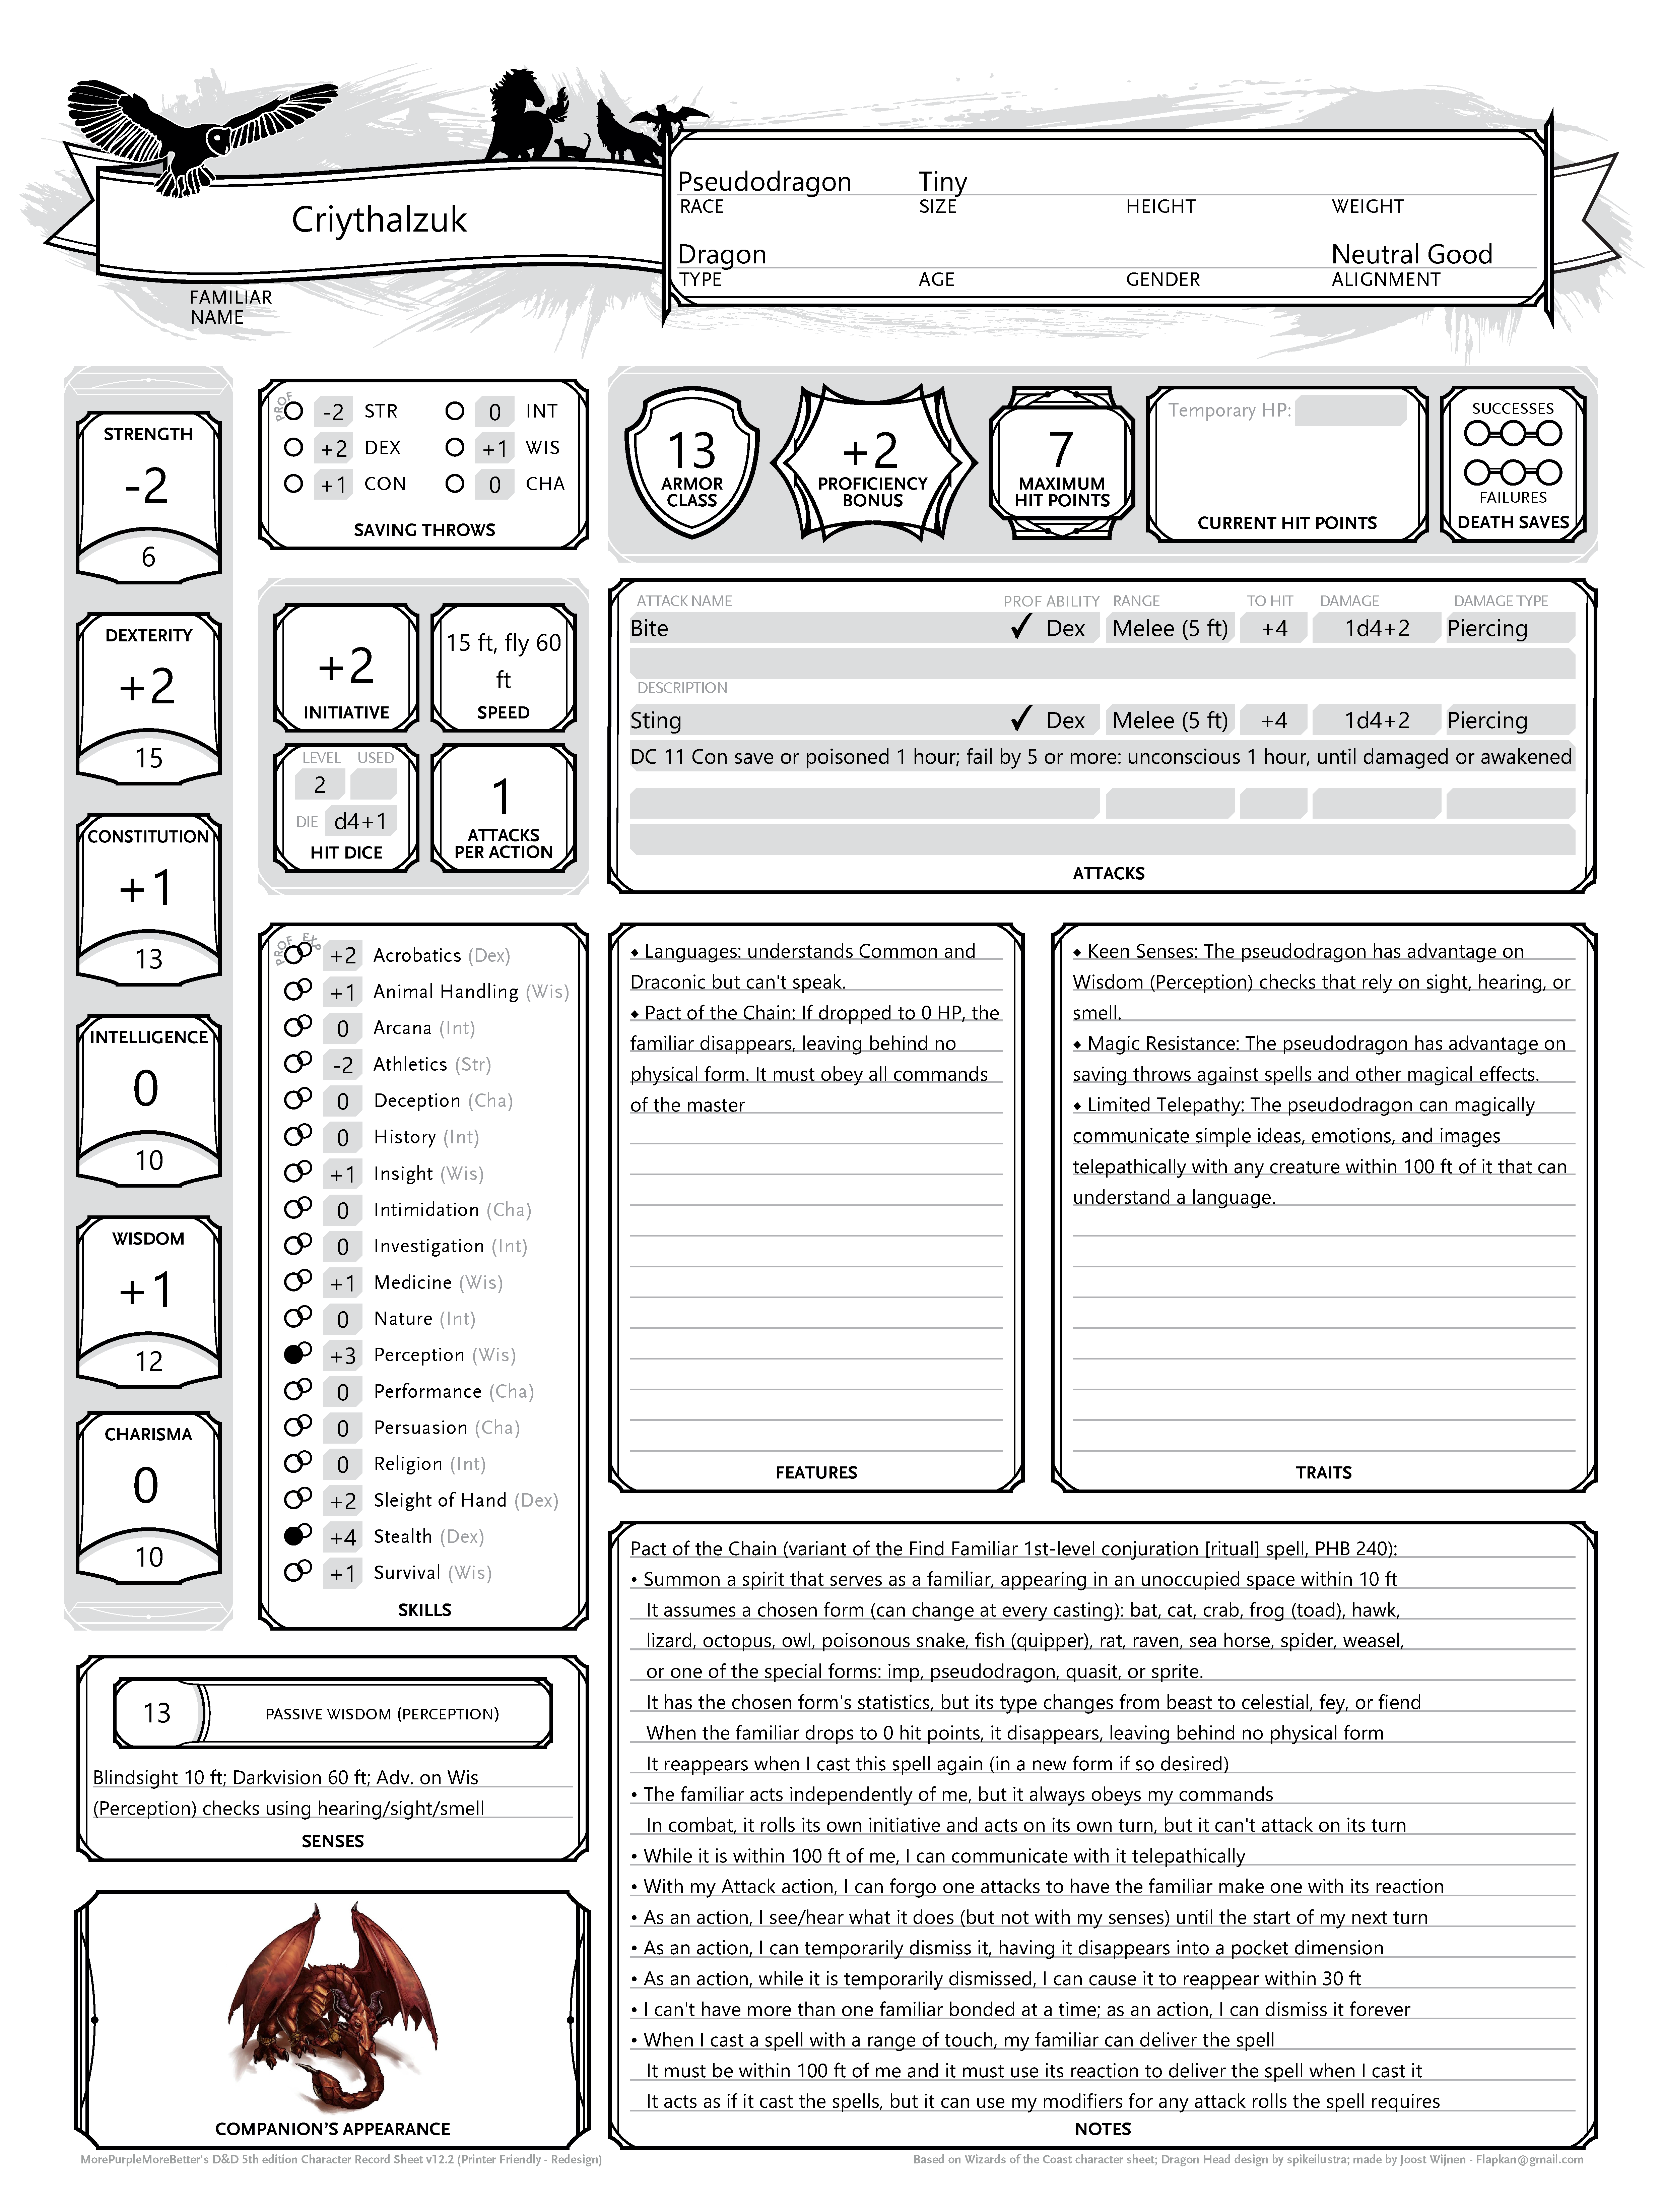 Criythalzuk
FAMILIAR
NAME
Pseudodragon Tiny
RACE SIZE HEIGHT WEIGHT
Dragon Neutral Good
TYPE AGE GENDER ALIGNMENT
STRENGTH
-2
6
DEXTERITY
+2
15
CONSTITUTION
+1
13
INTELLIGENCE
0
10
WISDOM
+1
12
CHARISMA
0
10
PROF
-2 STR 0 INT
+2 DEX +1 WIS
+1 CON 0 CHA
SAVING THROWS
13
ARMOR
CLASS
+2
PROFICIENCY
BONUS
7
MAXIMUM
HIT POINTS
Temporary HP:
CURRENT HIT POINTS
SUCCESSES
FAILURES
DEATH SAVES
+2
INITIATIVE
15 ft, fly 60
ft
SPEED
LEVEL USED
2
DIE d4+1
HIT DICE
1
ATTACKS
PER ACTION
ATTACK NAME PROF ABILITY RANGE TO HIT DAMAGE DAMAGE TYPE
Bite ✓ Dex Melee (5 ft) +4 1d4+2 Piercing
DESCRIPTION
Sting ✓ Dex Melee (5 ft) +4 1d4+2 Piercing
DC 11 Con save or poisoned 1 hour; fail by 5 or more: unconscious 1 hour, until damaged or awakened
ATTACKS
PROF EXP
+2 Acrobatics (Dex)
+1 Animal Handling (Wis)
0 Arcana (Int)
-2 Athletics (Str)
0 Deception (Cha)
0 History (Int)
+1 Insight (Wis)
0 Intimidation (Cha)
0 Investigation (Int)
+1 Medicine (Wis)
0 Nature (Int)
+3 Perception (Wis)
0 Performance (Cha)
0 Persuasion (Cha)
0 Religion (Int)
+2 Sleight of Hand (Dex)
+4 Stealth (Dex)
+1 Survival (Wis)
SKILLS
⬥ Languages: understands Common and
Draconic but can't speak.
⬥ Pact of the Chain: If dropped to 0 HP, the
familiar disappears, leaving behind no
physical form. It must obey all commands
of the master
FEATURES
⬥ Keen Senses: The pseudodragon has advantage on
Wisdom (Perception) checks that rely on sight, hearing, or
smell.
⬥ Magic Resistance: The pseudodragon has advantage on
saving throws against spells and other magical effects.
⬥ Limited Telepathy: The pseudodragon can magically
communicate simple ideas, emotions, and images
telepathically with any creature within 100 ft of it that can
understand a language.
TRAITS
13 PASSIVE WISDOM (PERCEPTION)
Blindsight 10 ft; Darkvision 60 ft; Adv. on Wis
(Perception) checks using hearing/sight/smell
SENSES
COMPANION'S APPEARANCE
Pact of the Chain (variant of the Find Familiar 1st-level conjuration [ritual] spell, PHB 240):
• Summon a spirit that serves as a familiar, appearing in an unoccupied space within 10 ft
It assumes a chosen form (can change at every casting): bat, cat, crab, frog (toad), hawk,
lizard, octopus, owl, poisonous snake, fish (quipper), rat, raven, sea horse, spider, weasel,
or one of the special forms: imp, pseudodragon, quasit, or sprite.
It has the chosen form's statistics, but its type changes from beast to celestial, fey, or fiend
When the familiar drops to 0 hit points, it disappears, leaving behind no physical form
It reappears when I cast this spell again (in a new form if so desired)
• The familiar acts independently of me, but it always obeys my commands
In combat, it rolls its own initiative and acts on its own turn, but it can't attack on its turn
• While it is within 100 ft of me, I can communicate with it telepathically
• With my Attack action, I can forgo one attacks to have the familiar make one with its reaction
• As an action, I see/hear what it does (but not with my senses) until the start of my next turn
• As an action, I can temporarily dismiss it, having it disappears into a pocket dimension
• As an action, while it is temporarily dismissed, I can cause it to reappear within 30 ft
• I can't have more than one familiar bonded at a time; as an action, I can dismiss it forever
• When I cast a spell with a range of touch, my familiar can deliver the spell
It must be within 100 ft of me and it must use its reaction to deliver the spell when I cast it
It acts as if it cast the spells, but it can use my modifiers for any attack rolls the spell requires
NOTES
MorePurpleMoreBetter's D&D 5th edition Character Record Sheet v12.2 (Printer Friendly - Redesign)
Based on Wizards of the Coast character sheet; Dragon Head design by spikeilustra; made by Joost Wijnen - Flapkan@gmail.com